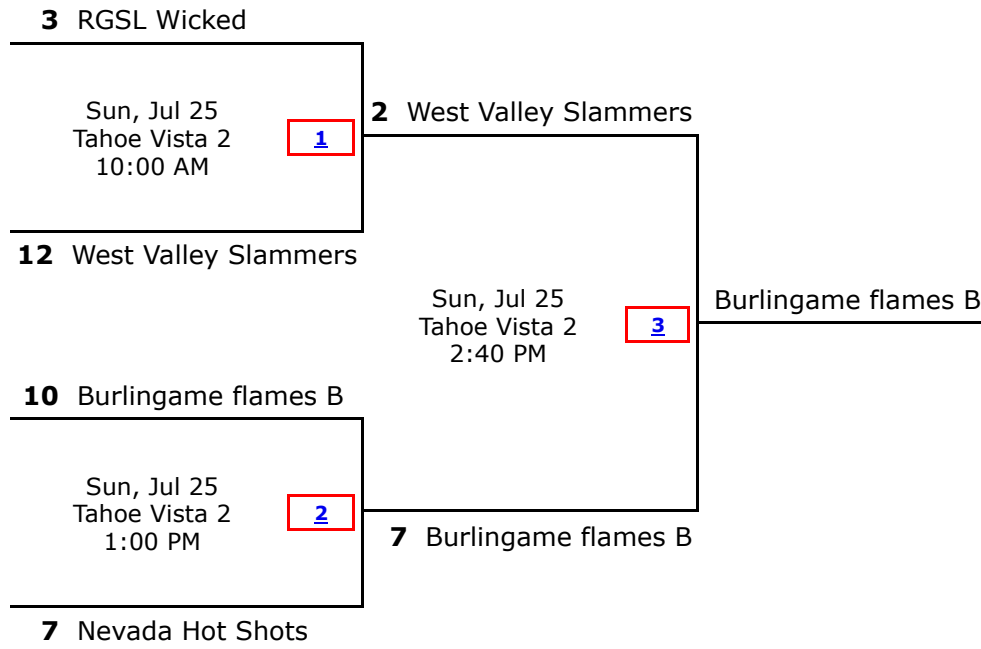 3 RGSL Wicked
Sun, Jul 25
Tahoe Vista 2
10:00 AM
1
12 West Valley Slammers
2 West Valley Slammers
Sun, Jul 25
Tahoe Vista 2
2:40 PM
3
Burlingame flames B
10 Burlingame flames B
Sun, Jul 25
Tahoe Vista 2
1:00 PM
2
7 Burlingame flames B
7 Nevada Hot Shots